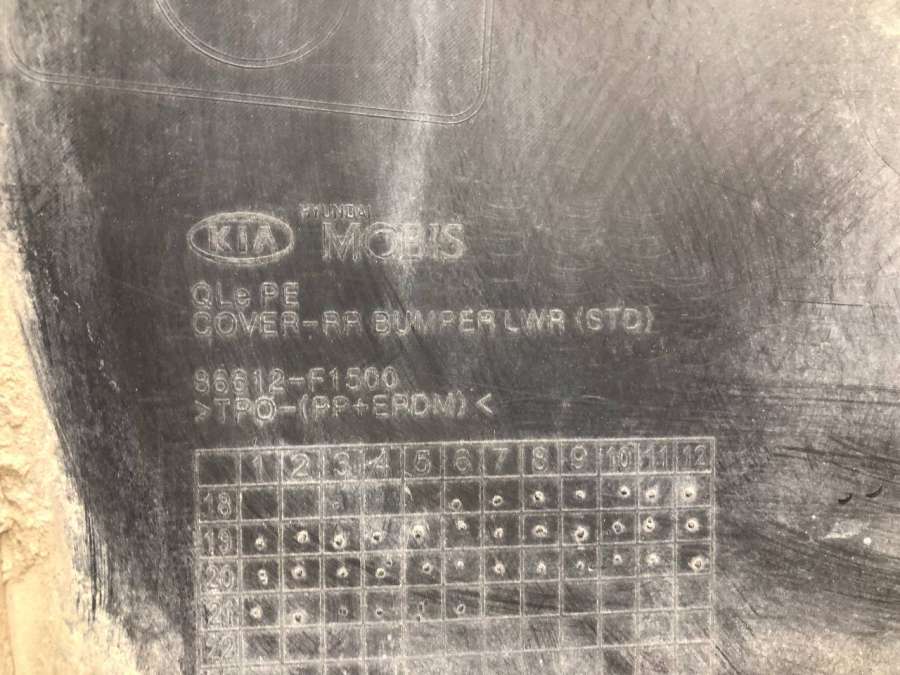 KIA HYUNDAI MOBIS
QLe PE
COVER-RR BUMPER LWR (STD)
86612-F1500
>TPO-(PP+EPDM)<
1 2 3 4 5 6 7 8 9 10 11 12
18
19
20
21
22